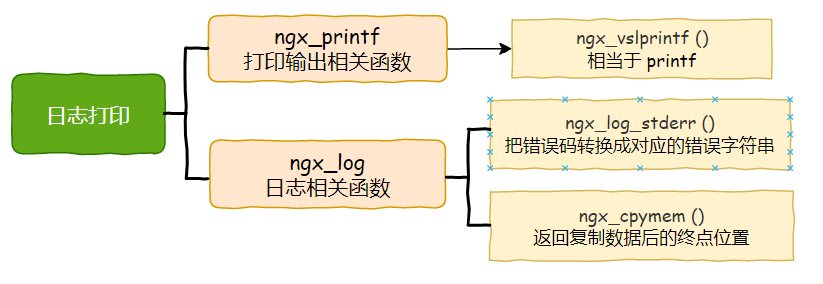 日志打印
ngx_printf
打印输出相关函数
ngx_vslprintf ()
相当于 printf
ngx_log
日志相关函数
ngx_log_stderr ()
把错误码转换成对应的错误字符串
ngx_cpymem ()
返回复制数据后的终点位置